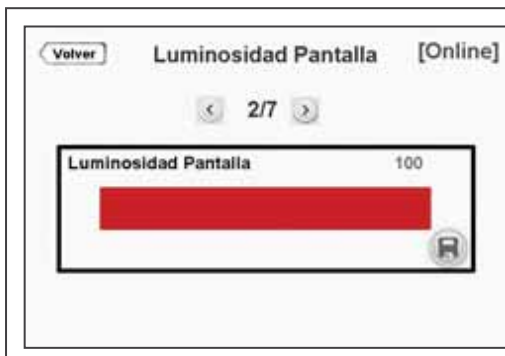 Volver Luminosidad Pantalla [Online]
< 2/7 >
Luminosidad Pantalla 100